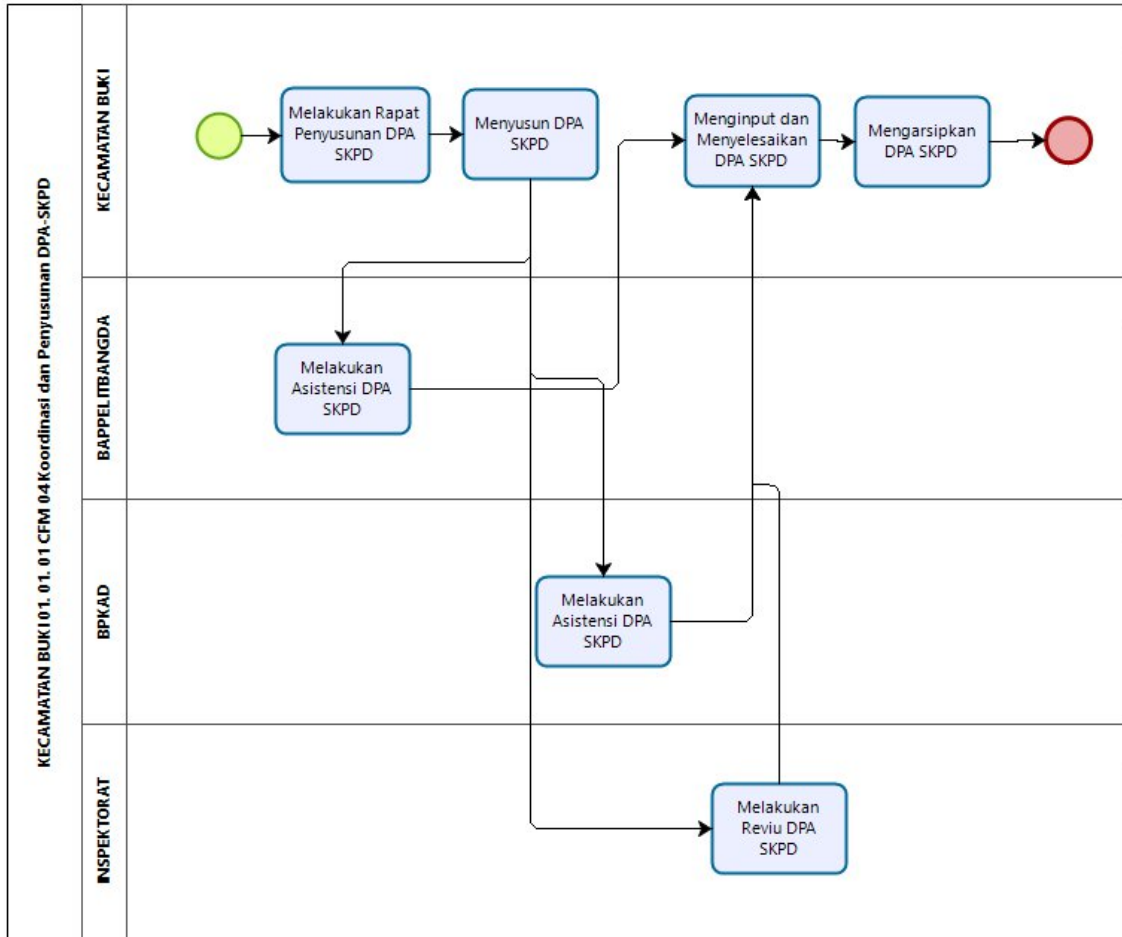 KECAMATAN BUKI 01. 01. 01 CFM 04 Koordinasi dan Penyusunan DPA-SKPD
KECAMATAN BUKI
Melakukan Rapat
Penyusunan DPA
SKPD
Menyusun DPA
SKPD
Menginput dan
Menyelesaikan
DPA SKPD
Mengarsipkan
DPA SKPD
BAPPELITBANGDA
Melakukan
Asistensi DPA
SKPD
BPKAD
Melakukan
Asistensi DPA
SKPD
INSPEKTORAT
Melakukan
Reviu DPA
SKPD